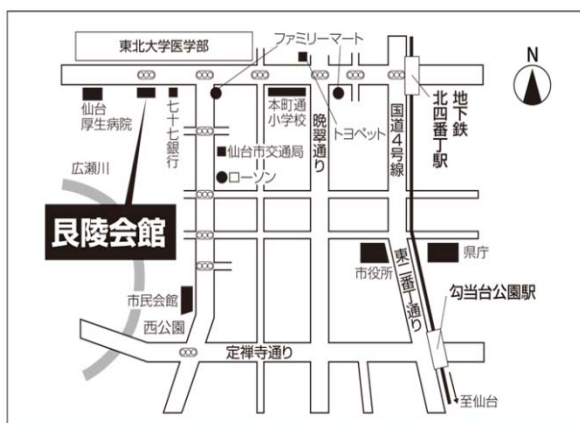 東北大学医学部
ファミリーマート
N
仙台
厚生病院
七十七銀行
本町通
小学校
晩翠通り
トヨペット
国道4号線
地下鉄
北四番丁駅
仙台市交通局
ローソン
広瀬川
艮陵会館
市役所
東二番丁通り
県庁
市民会館
西公園
勾当台公園駅
定禅寺通り
至仙台